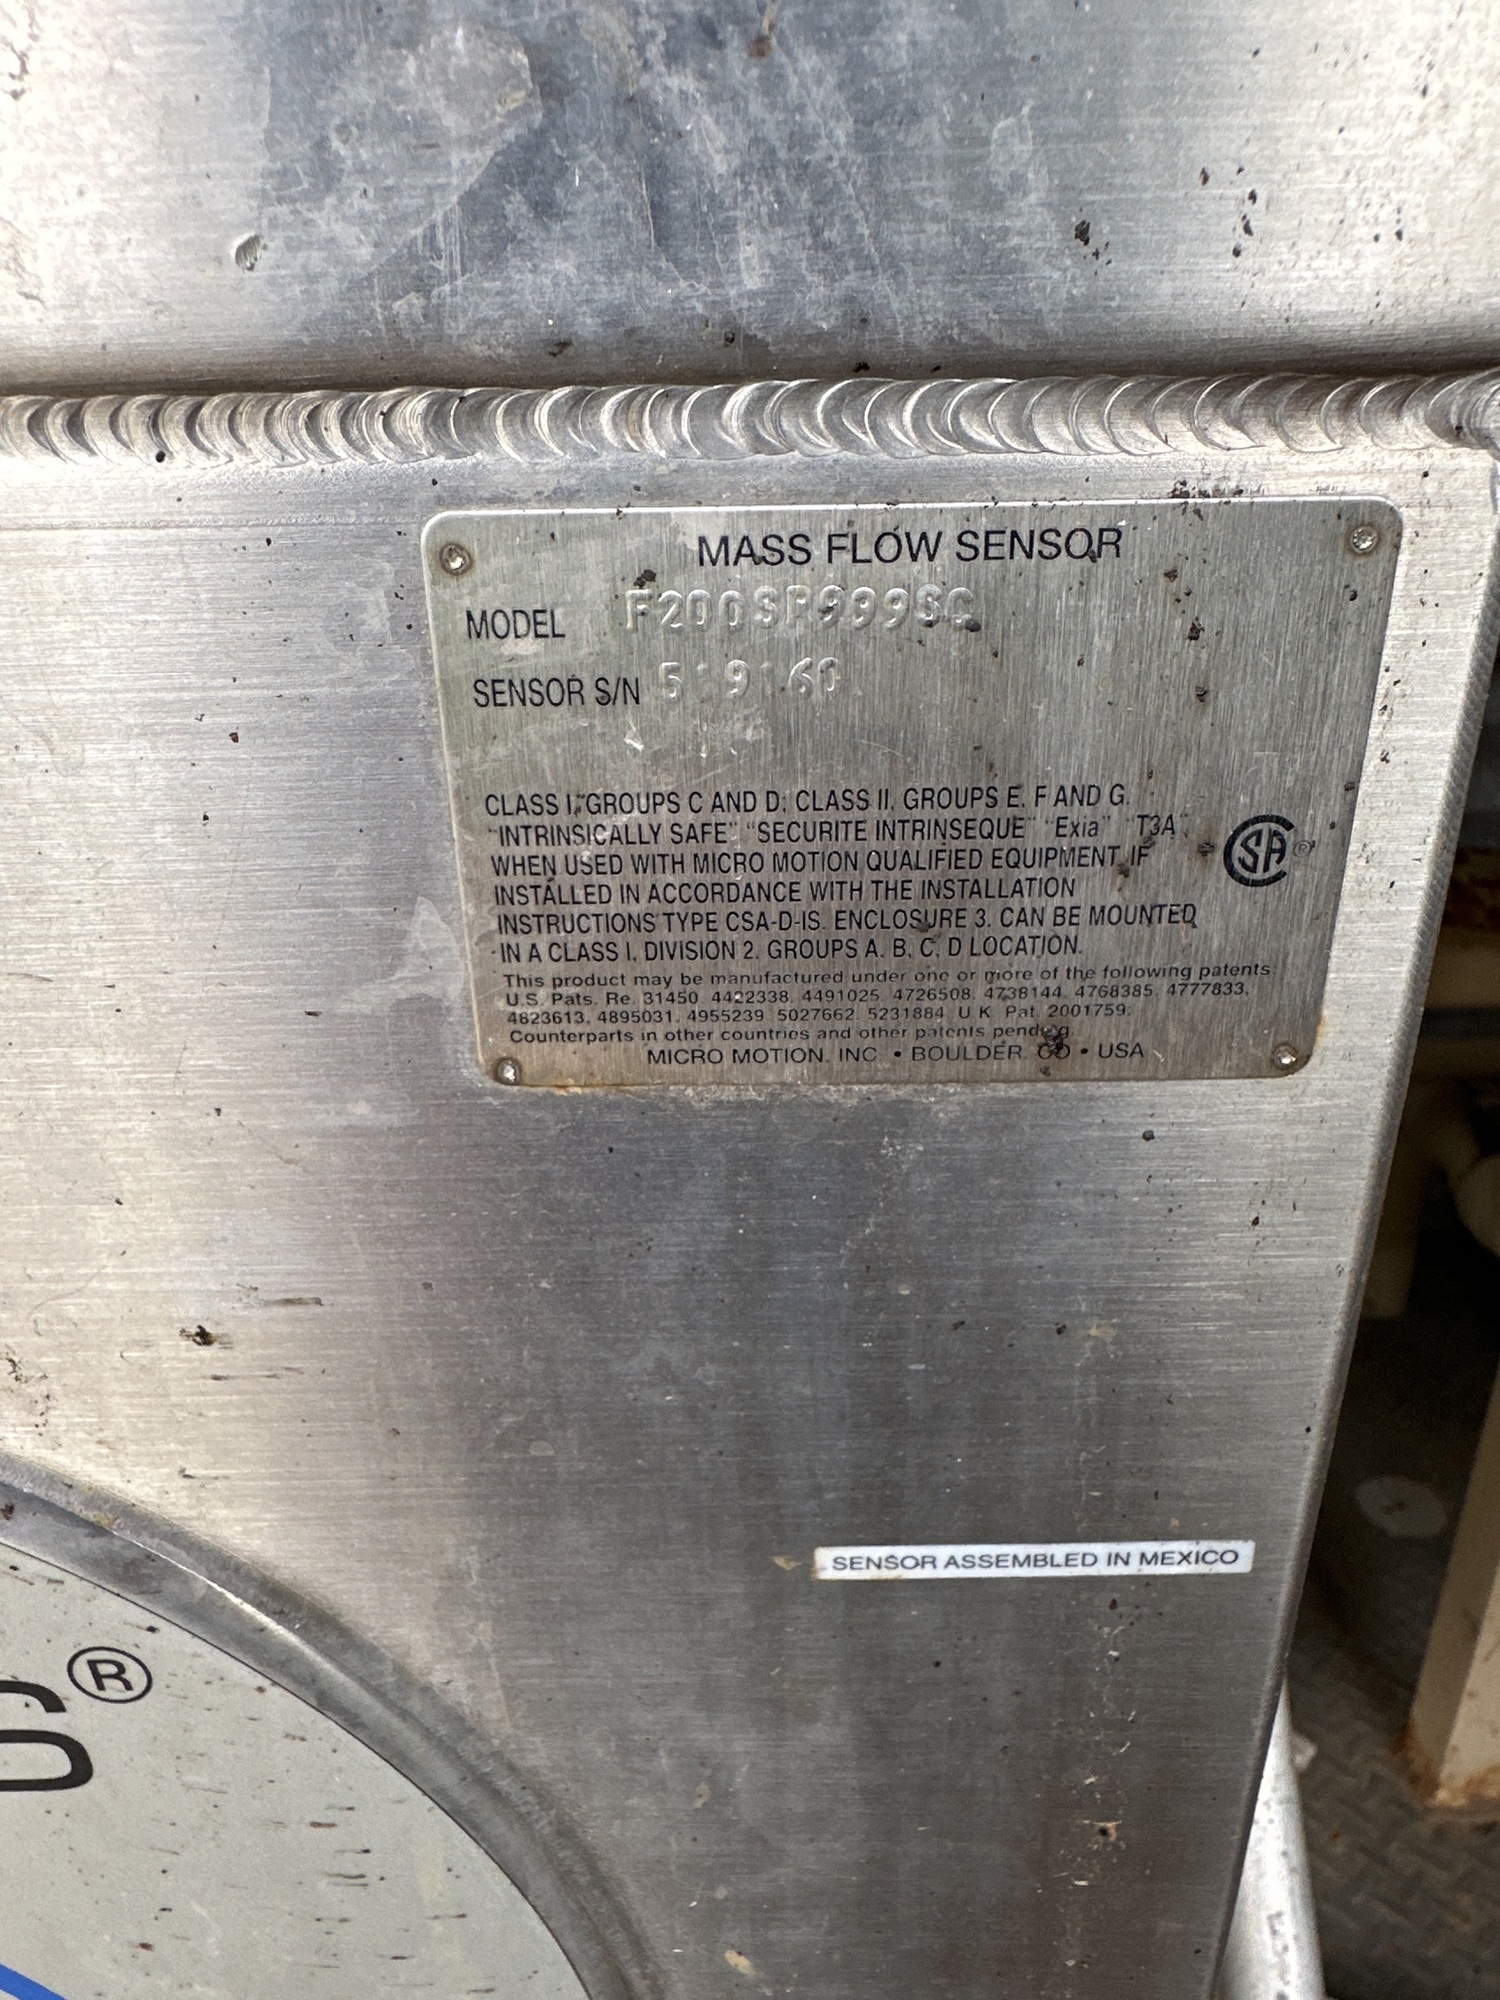 MASS FLOW SENSOR
MODEL F200SP999SC
SENSOR S/N 519160
CLASS I, GROUPS C AND D; CLASS II, GROUPS E, F AND G.
"INTRINSICALLY SAFE" "SECURITE INTRINSEQUE" "Exia" "T3A".
WHEN USED WITH MICRO MOTION QUALIFIED EQUIPMENT, IF
INSTALLED IN ACCORDANCE WITH THE INSTALLATION
INSTRUCTIONS TYPE CSA-D-IS. ENCLOSURE 3. CAN BE MOUNTED
IN A CLASS I, DIVISION 2, GROUPS A, B, C, D LOCATION.
CSA®
This product may be manufactured under one or more of the following patents:
U.S. Pats. Re. 31450, 4422338, 4491025, 4726508, 4738144, 4768385, 4777833,
4823613, 4895031, 4955239, 5027662, 5231884, U.K. Pat. 2001759.
Counterparts in other countries and other patents pending.
MICRO MOTION, INC. • BOULDER, CO • USA
SENSOR ASSEMBLED IN MEXICO
S®